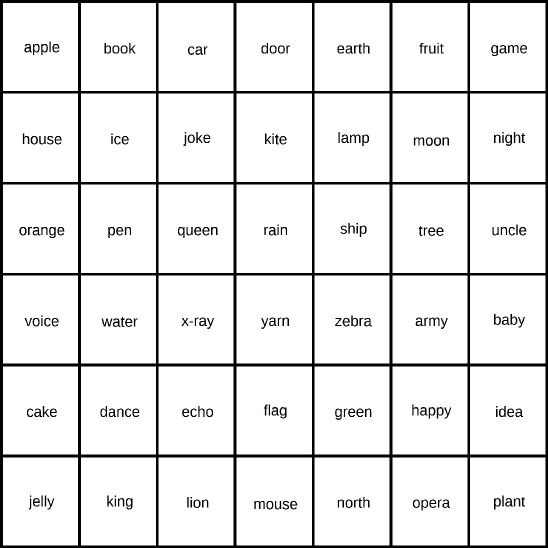 apple book car door earth fruit game
house ice joke kite lamp moon night
orange pen queen rain ship tree uncle
voice water x-ray yarn zebra army baby
cake dance echo flag green happy idea
jelly king lion mouse north opera plant